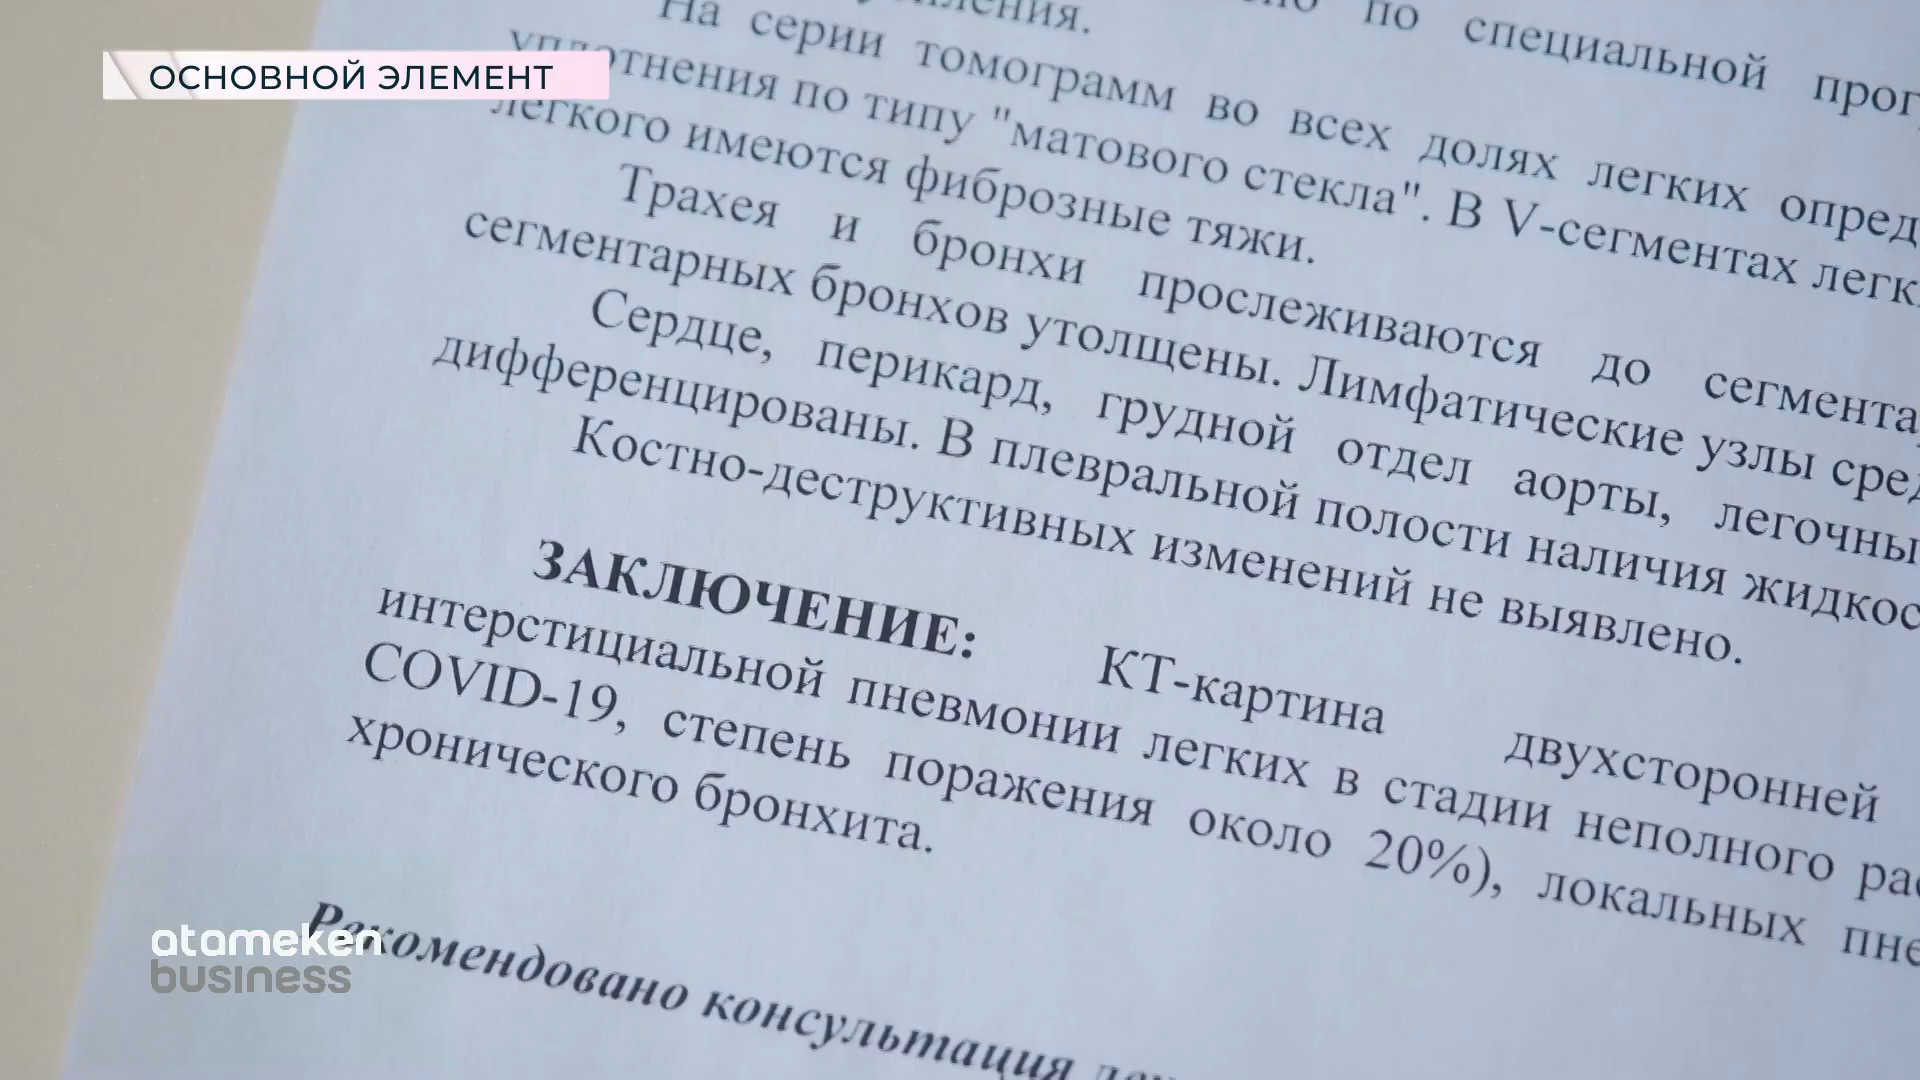 ОСНОВНОЙ ЭЛЕМЕНТ
по специальной
На серии томограмм во всех долях легких
уплотнения по типу "матового стекла". В V-сегментах
легкого имеются фиброзные тяжи.
Трахея и бронхи прослеживаются до
сегментарных бронхов утолщены. Лимфатические узлы
Сердце, перикард, грудной отдел аорты,
дифференцированы. В плевральной полости наличия
Костно-деструктивных изменений не выявлено.
ЗАКЛЮЧЕНИЕ: КТ-картина двухсторонней
интерстициальной пневмонии легких в стадии неполного
COVID-19, степень поражения около 20%), локальных
хронического бронхита.
Рекомендовано консультация
atameken
business